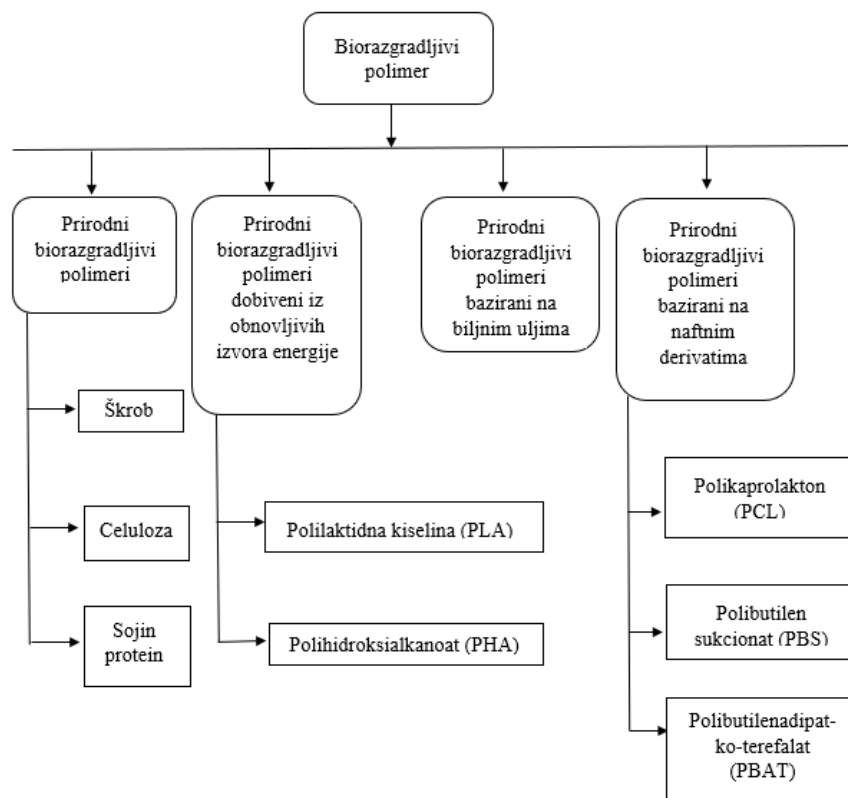 Biorazgradljivi
polimer
Prirodni
biorazgradljivi
polimeri
Prirodni
biorazgradljivi
polimeri
dobiveni iz
obnovljivih
izvora energije
Prirodni
biorazgradljivi
polimeri
bazirani na
biljnim uljima
Prirodni
biorazgradljivi
polimeri
bazirani na
naftnim
derivatima
Škrob
Celuloza
Sojin
protein
Polilaktidna kiselina (PLA)
Polihidroksialkanoat (PHA)
Polikaprolakton
(PCL)
Polibutilen
sukcionat (PBS)
Polibutilenadipat-
ko-terefalat
(PBAT)